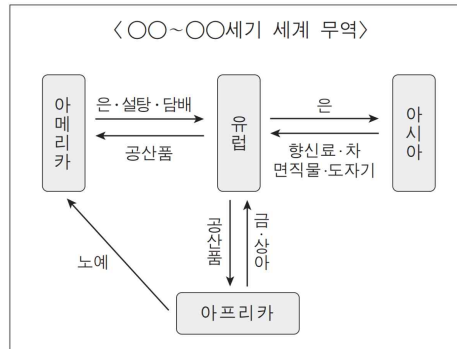 〈○○~○○세기 세계 무역〉
아메리카
은·설탕·담배
공산품
유럽
은
향신료·차
면직물·도자기
아시아
노예
공산품
금·상아
아프리카